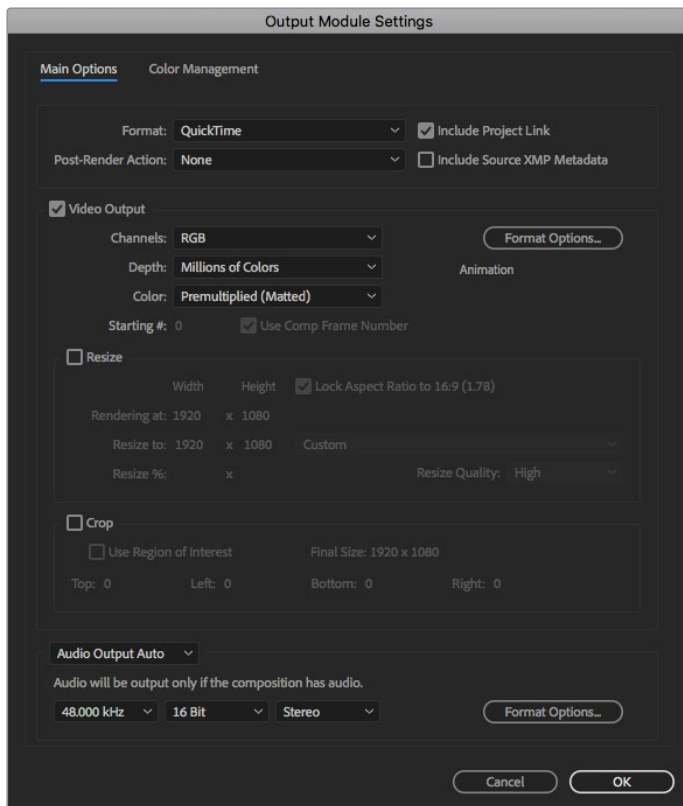 Output Module Settings
Main Options Color Management
Format: QuickTime Include Project Link
Post-Render Action: None Include Source XMP Metadata
Video Output
Channels: RGB Format Options...
Depth: Millions of Colors Animation
Color: Premultiplied (Matted)
Starting #: 0 Use Comp Frame Number
Resize
Width Height Lock Aspect Ratio to 16:9 (1.78)
Rendering at: 1920 x 1080
Resize to: 1920 x 1080 Custom
Resize %: x Resize Quality: High
Crop
Use Region of Interest Final Size: 1920 x 1080
Top: 0 Left: 0 Bottom: 0 Right: 0
Audio Output Auto
Audio will be output only if the composition has audio.
48.000 kHz 16 Bit Stereo Format Options...
Cancel OK